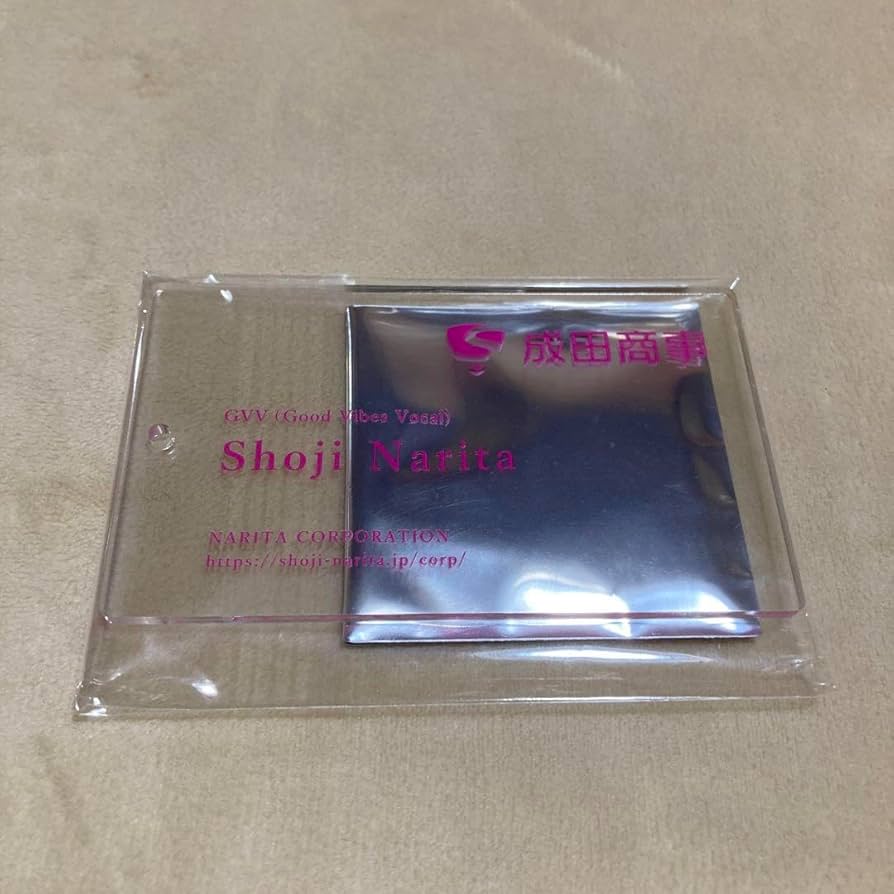 成田商事
GVV (Good Vibes Vocal)
Shoji Narita
NARITA CORPORATION
https://shoji-narita.jp/corp/